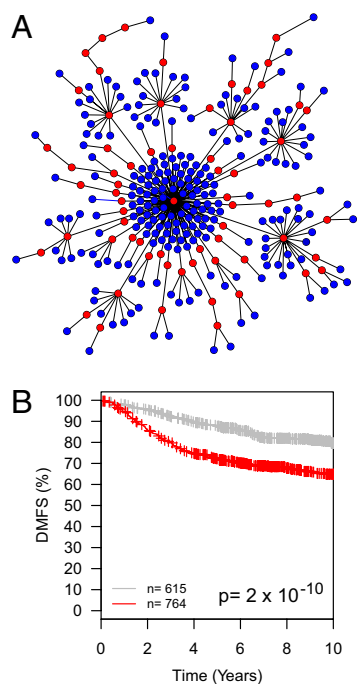 A
B
DMFS (%)
100
90
80
70
60
50
40
30
20
10
0
n= 615
n= 764
p= 2 x 10⁻¹⁰
0 2 4 6 8 10
Time (Years)